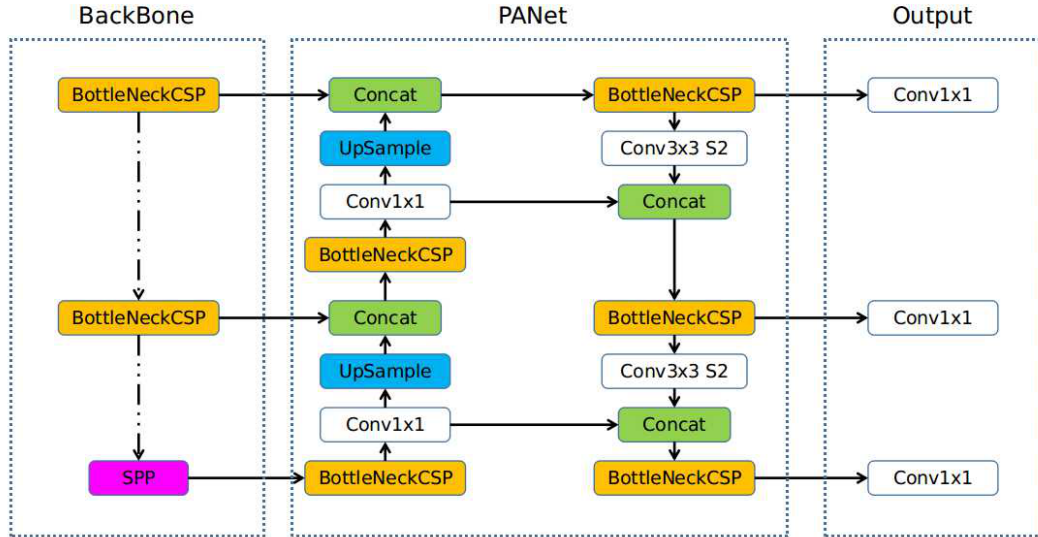 BackBone
PANet
Output
BottleNeckCSP
Concat
BottleNeckCSP
Conv1x1
UpSample
Conv3x3 S2
Conv1x1
Concat
BottleNeckCSP
BottleNeckCSP
Concat
BottleNeckCSP
Conv1x1
UpSample
Conv3x3 S2
Conv1x1
Concat
SPP
BottleNeckCSP
BottleNeckCSP
Conv1x1